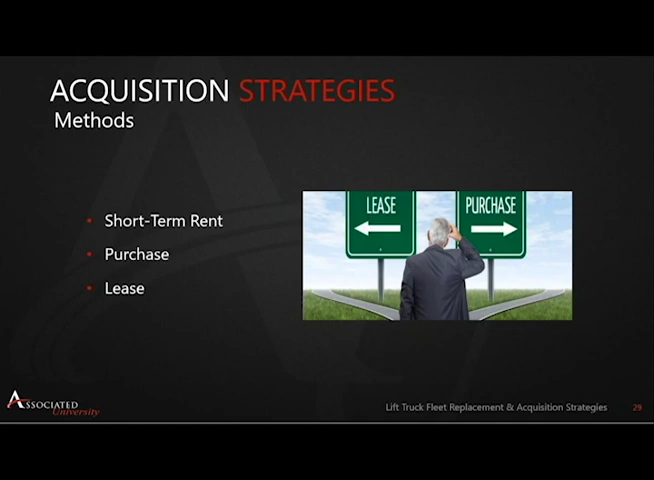 ACQUISITION STRATEGIES
Methods
• Short-Term Rent
• Purchase
• Lease
LEASE
PURCHASE
ASSOCIATED
University
Lift Truck Fleet Replacement & Acquisition Strategies 29